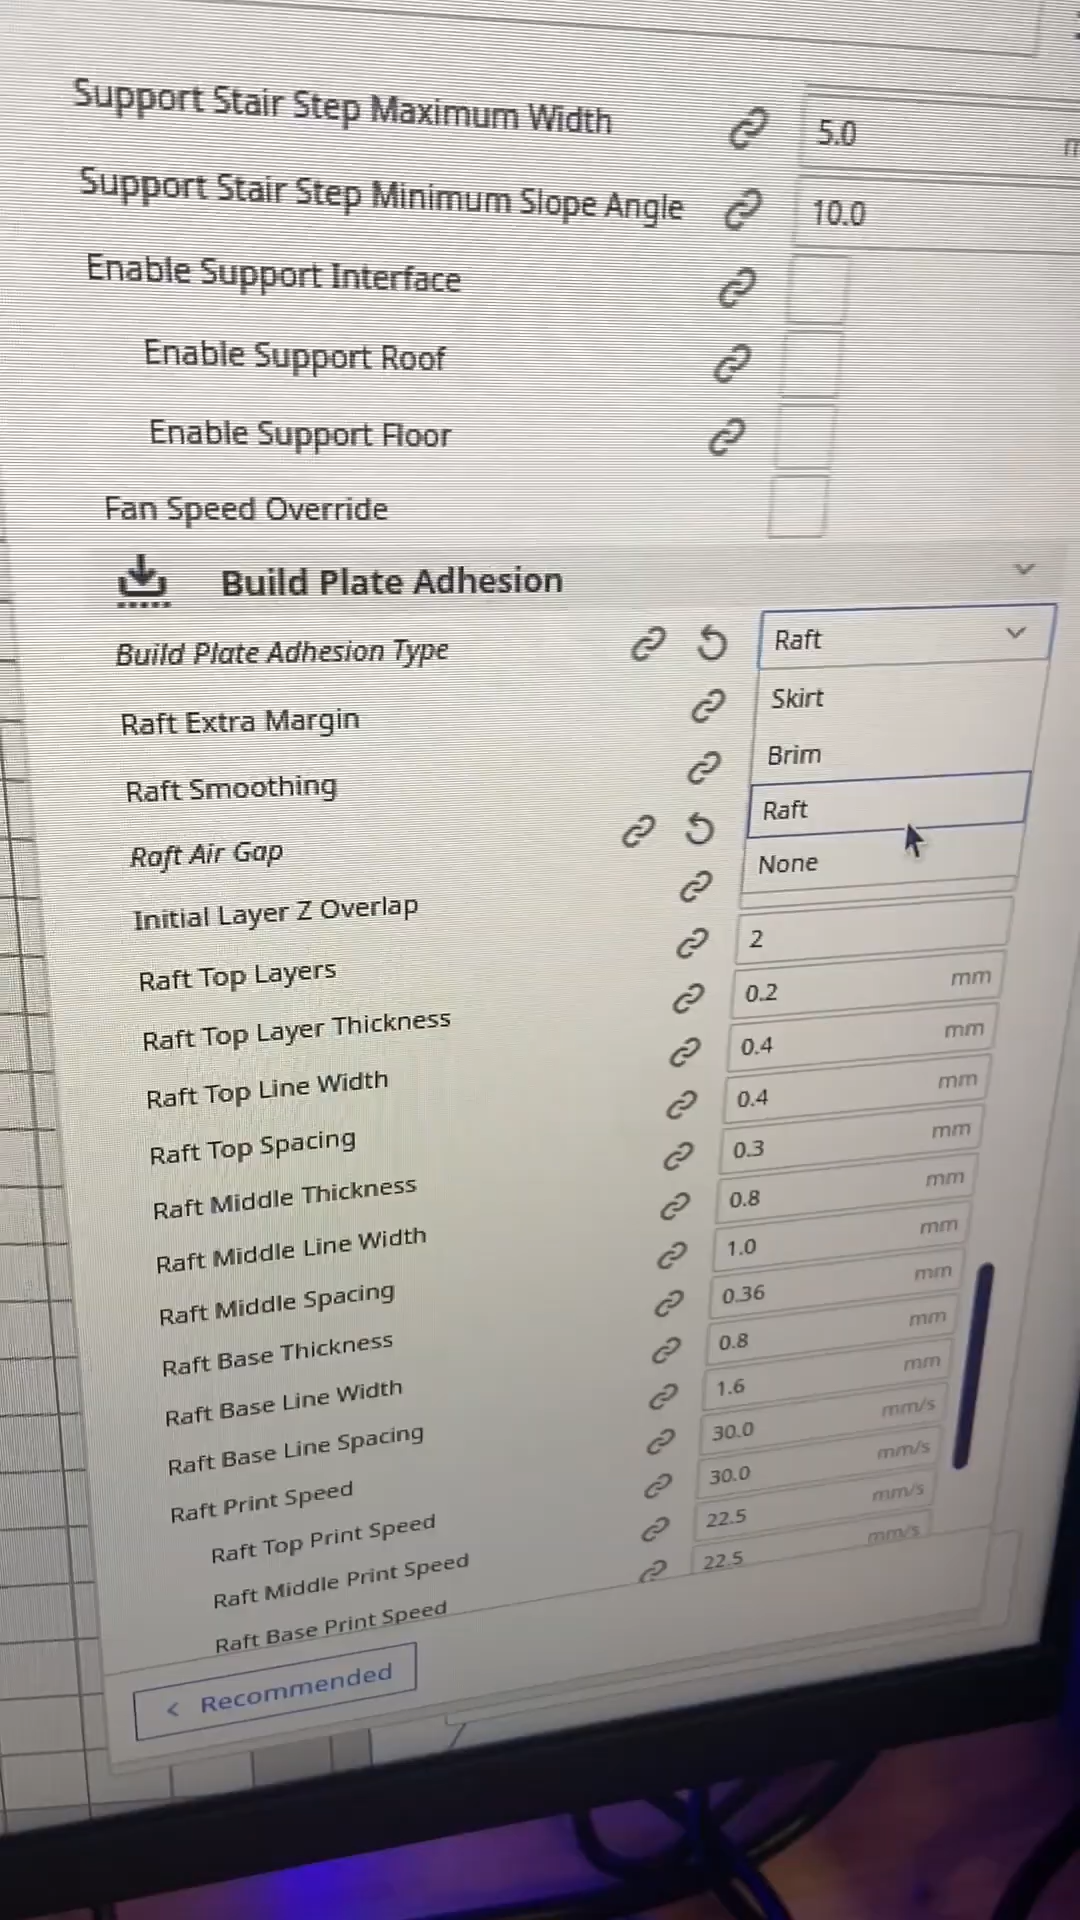 Support Stair Step Maximum Width 5.0
Support Stair Step Minimum Slope Angle 10.0
Enable Support Interface
Enable Support Roof
Enable Support Floor
Fan Speed Override
Build Plate Adhesion
Build Plate Adhesion Type Raft
Skirt
Raft Extra Margin
Brim
Raft Smoothing
Raft
Raft Air Gap
None
Initial Layer Z Overlap
Raft Top Layers 2
Raft Top Layer Thickness 0.2 mm
Raft Top Line Width 0.4 mm
Raft Top Spacing 0.4 mm
Raft Middle Thickness 0.3 mm
Raft Middle Line Width 0.8 mm
Raft Middle Spacing 1.0 mm
Raft Base Thickness 0.36 mm
Raft Base Line Width 0.8 mm
Raft Base Line Spacing 1.6 mm
Raft Print Speed 30.0 mm/s
Raft Top Print Speed 30.0 mm/s
Raft Middle Print Speed 22.5 mm/s
Raft Base Print Speed 22.5 mm/s
< Recommended